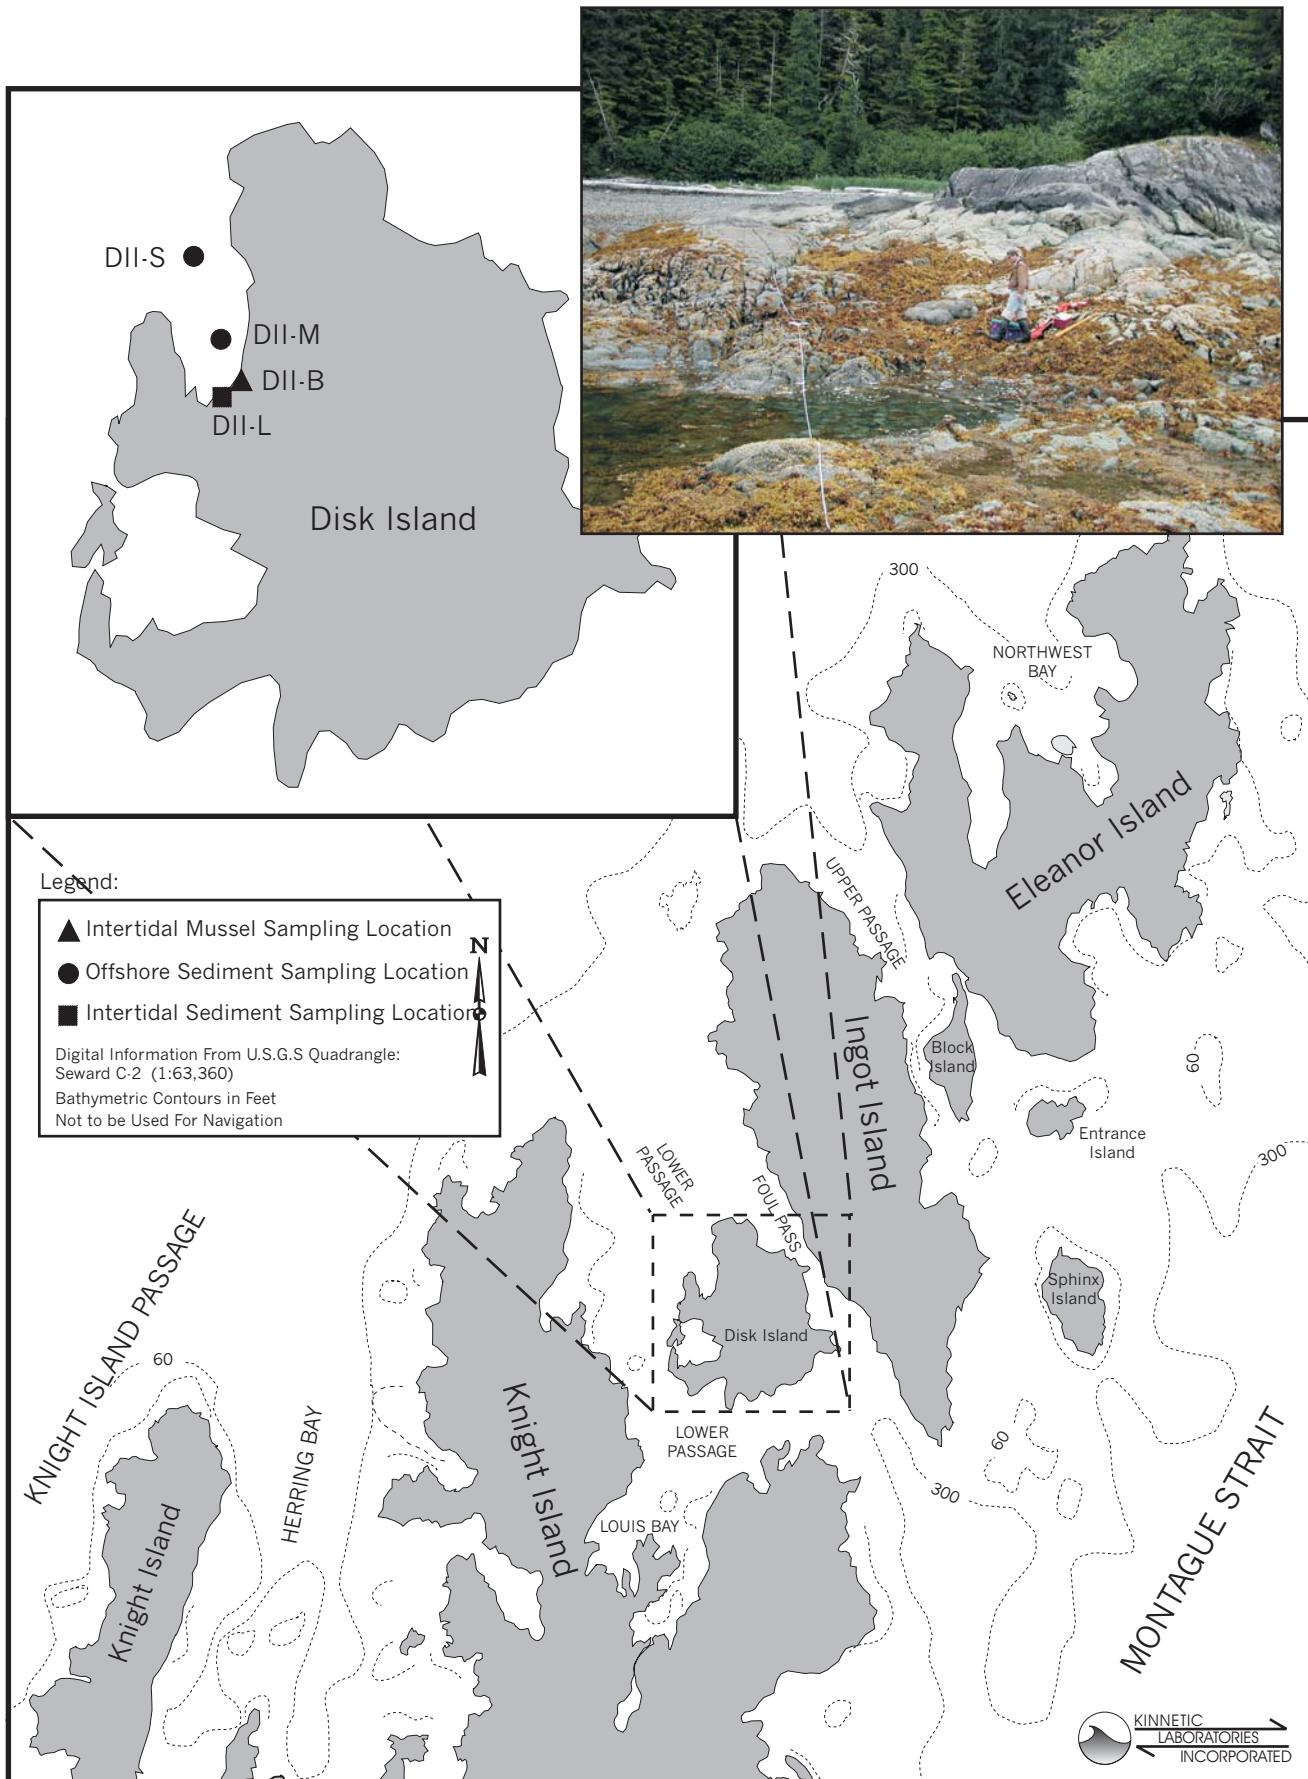 DII-S
DII-M
DII-B
DII-L
Disk Island
300
NORTHWEST
BAY
Eleanor Island
UPPER PASSAGE
Legend:
Intertidal Mussel Sampling Location
Offshore Sediment Sampling Location
Intertidal Sediment Sampling Location
N
Digital Information From U.S.G.S Quadrangle:
Seward C-2 (1:63,360)
Bathymetric Contours in Feet
Not to be Used For Navigation
Ingot Island
Block
Island
60
Entrance
Island
300
LOWER
PASSAGE
FOUL PASS
KNIGHT ISLAND PASSAGE
Sphinx
Island
Disk Island
60
Knight Island
HERRING BAY
LOWER
PASSAGE
60
300
MONTAGUE STRAIT
LOUIS BAY
Knight Island
KINNETIC
LABORATORIES
INCORPORATED